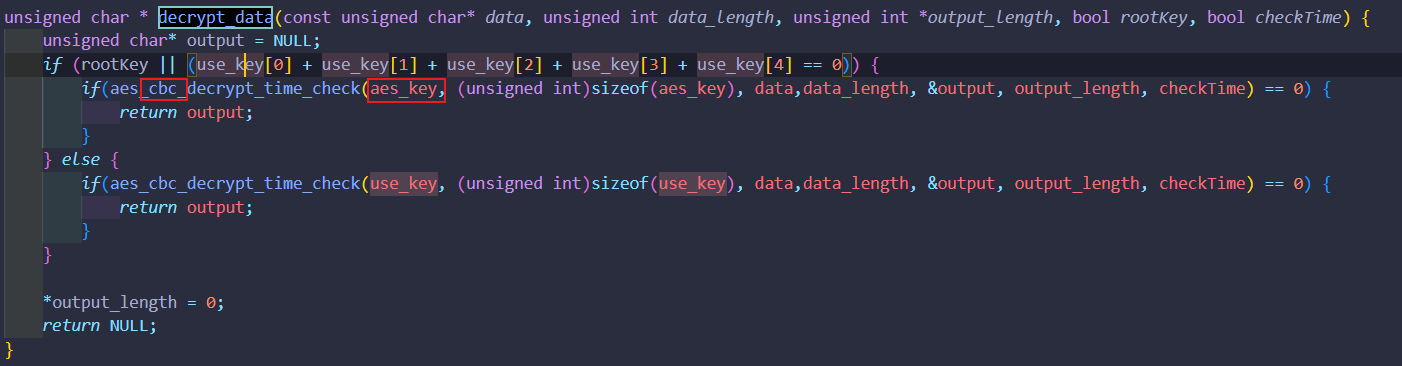 unsigned char * decrypt_data(const unsigned char* data, unsigned int data_length, unsigned int *output_length, bool rootKey, bool checkTime) {
    unsigned char* output = NULL;
    if (rootKey || (use_key[0] + use_key[1] + use_key[2] + use_key[3] + use_key[4] == 0)) {
        if(aes_cbc_decrypt_time_check(aes_key, (unsigned int)sizeof(aes_key), data,data_length, &output, output_length, checkTime) == 0) {
            return output;
        }
    } else {
        if(aes_cbc_decrypt_time_check(use_key, (unsigned int)sizeof(use_key), data,data_length, &output, output_length, checkTime) == 0) {
            return output;
        }
    }
    *output_length = 0;
    return NULL;
}